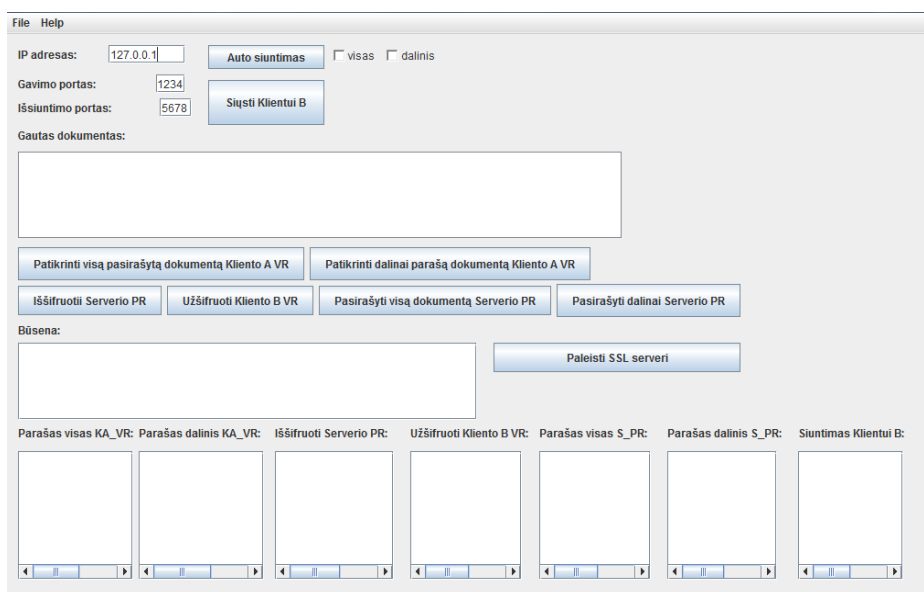 File Help
IP adresas: 127.0.0.1 Auto siuntimas visas dalinis
Gavimo portas: 1234
Siųsti Klientui B
Išsiuntimo portas: 5678
Gautas dokumentas:
Patikrinti visą pasirašytą dokumentą Kliento A VR Patikrinti dalinai parašą dokumentą Kliento A VR
Iššifruotii Serverio PR Užšifruoti Kliento B VR Pasirašyti visą dokumentą Serverio PR Pasirašyti dalinai Serverio PR
Būsena:
Paleisti SSL serveri
Parašas visas KA_VR: Parašas dalinis KA_VR: Iššifruoti Serverio PR: Užšifruoti Kliento B VR: Parašas visas S_PR: Parašas dalinis S_PR: Siuntimas Klientui B: